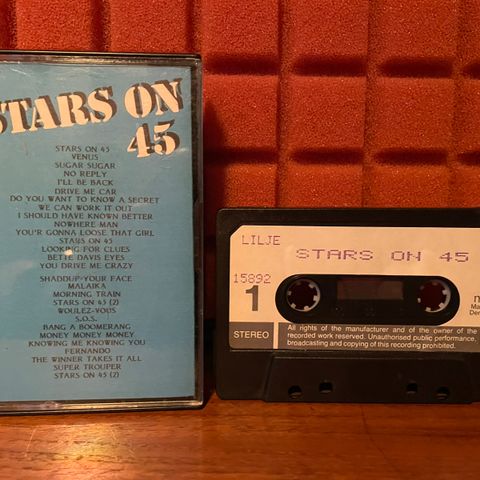 STARS ON
45
STARS ON 45
VENUS
SUGAR SUGAR
NO REPLY
I'LL BE BACK
DRIVE ME CAR
DO YOU WANT TO KNOW A SECRET
WE CAN WORK IT OUT
I SHOULD HAVE KNOWN BETTER
NOWHERE MAN
YOU'R GONNA LOOSE THAT GIRL
STARS ON 45
LOOKING FOR CLUES
BETTE DAVIS EYES
YOU DRIVE ME CRAZY
SHADDUP YOUR FACE
MALAIKA
MORNING TRAIN
STARS ON 45 (2)
WOULEZ-VOUS
S.O.S.
BANG A BOOMERANG
MONEY MONEY MONEY
KNOWING ME KNOWING YOU
FERNANDO
THE WINNER TAKES IT ALL
SUPER TROUPER
STARS ON 45 (2)
LILJE
STARS ON 45
15892
1
STEREO
All rights of the manufacturer and of the owner of the
recorded work reserved. Unauthorised public performance,
broadcasting and copying of this recording prohibited.